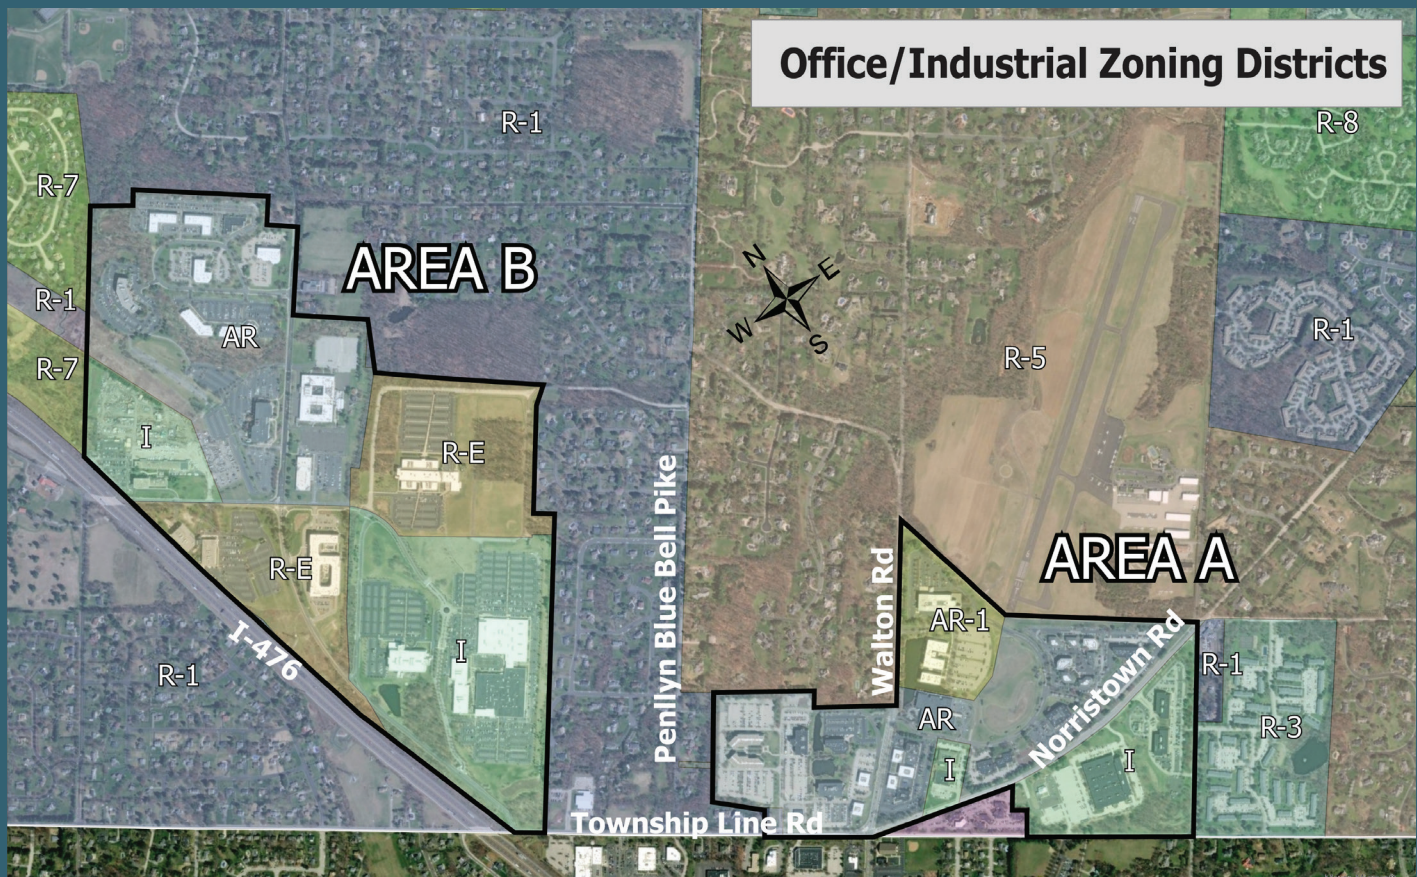 Office/Industrial Zoning Districts
R-1
R-8
R-7
AREA B
N
E
W
S
R-1
AR
R-1
R-5
R-7
I
R-E
Penllyn Blue Bell Pike
Walton Rd
AREA A
R-E
AR-1
I-476
I
R-1
Norristown Rd
R-1
AR
R-3
I
I
Township Line Rd